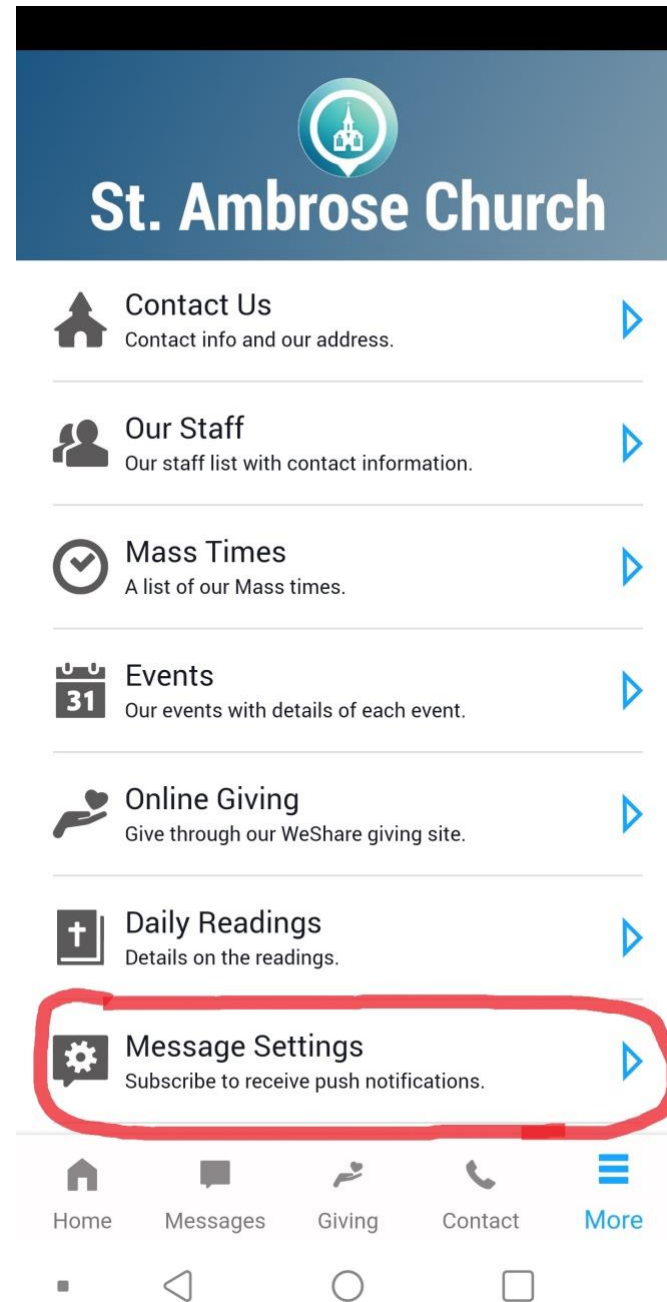 St. Ambrose Church
Contact Us
Contact info and our address.
Our Staff
Our staff list with contact information.
Mass Times
A list of our Mass times.
31
Events
Our events with details of each event.
Online Giving
Give through our WeShare giving site.
Daily Readings
Details on the readings.
Message Settings
Subscribe to receive push notifications.
Home Messages Giving Contact More